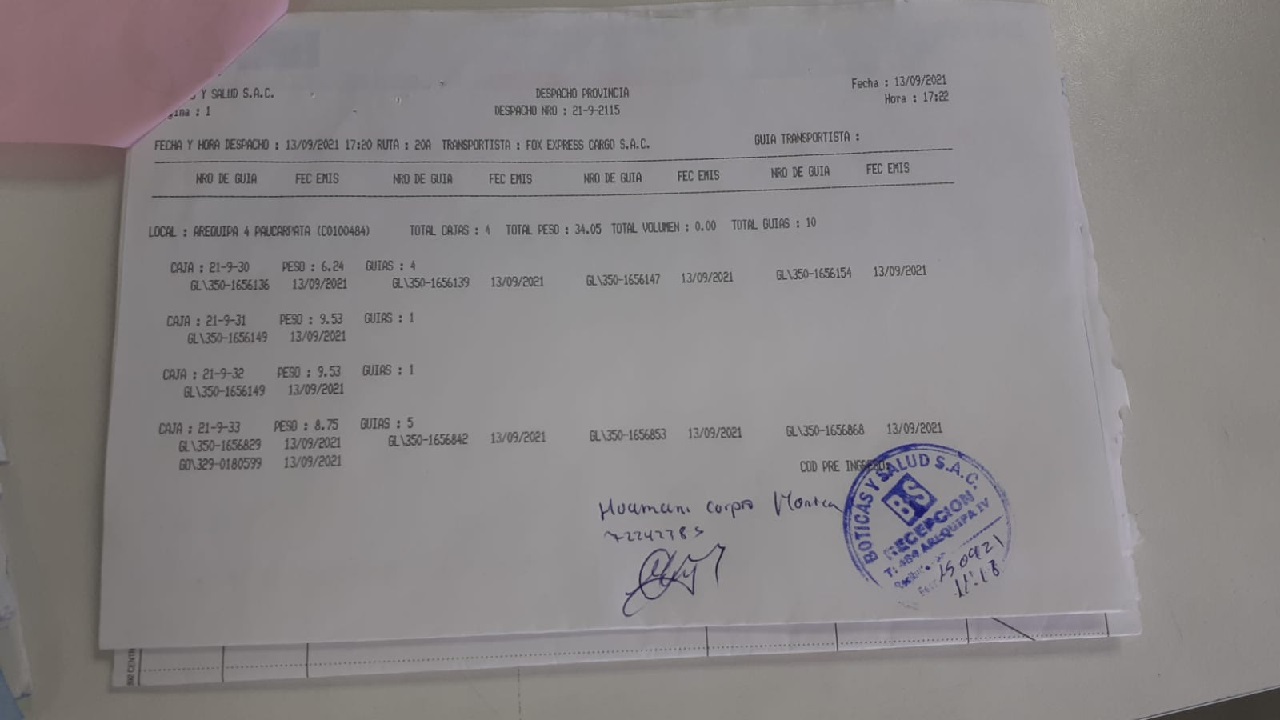 Y SALUD S.A.C.
DESPACHO PROVINCIA
Fecha : 13/09/2021
gina : 1
DESPACHO NRO : 21-9-2115
Hora : 17:22
FECHA Y HORA DESPACHO : 13/09/2021 17:20 RUTA : 20A TRANSPORTISTA : FOX EXPRESS CARGO S.A.C. GUIA TRANSPORTISTA :
NRO DE GUIA FEC EMIS NRO DE GUIA FEC EMIS NRO DE GUIA FEC EMIS NRO DE GUIA FEC EMIS
LOCAL : AREQUIPA 4 PAUCARPATA (C0100484) TOTAL CAJAS : 4 TOTAL PESO : 34.05 TOTAL VOLUMEN : 0.00 TOTAL GUIAS : 10
CAJA : 21-9-30 PESO : 6.24 GUIAS : 4
GL\350-1656136 13/09/2021 GL\350-1656139 13/09/2021 GL\350-1656147 13/09/2021 GL\350-1656154 13/09/2021
CAJA : 21-9-31 PESO : 9.53 GUIAS : 1
GL\350-1656149 13/09/2021
CAJA : 21-9-32 PESO : 9.53 GUIAS : 1
GL\350-1656149 13/09/2021
CAJA : 21-9-33 PESO : 8.75 GUIAS : 5
GL\350-1656829 13/09/2021 GL\350-1656842 13/09/2021 GL\350-1656853 13/09/2021 GL\350-1656868 13/09/2021
GD\329-0180599 13/09/2021
COD PRE
Huamani corpo
72242785
BOTICAS Y SALUD S.A.C.
BS
RECEPCION
T: 484 AREQUIPA IV
150921